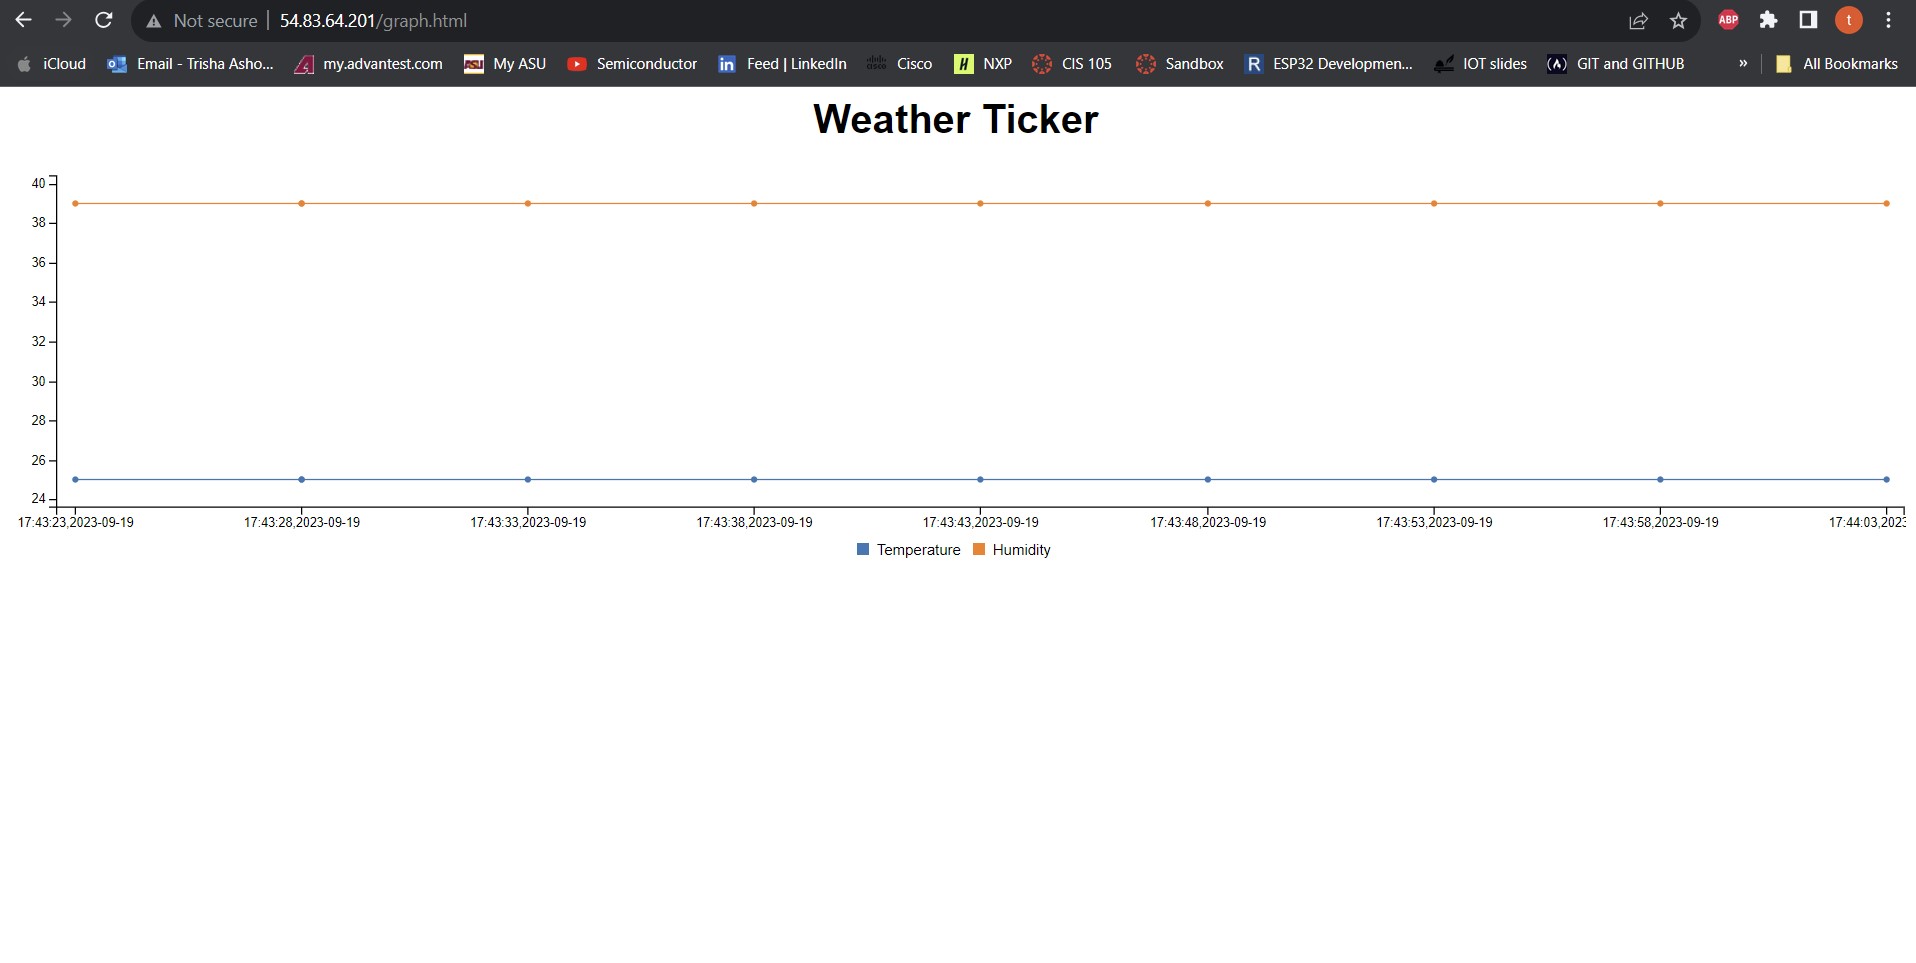 Not secure 54.83.64.201/graph.html ABP t
iCloud Email - Trisha Asho... my.advantest.com ASU My ASU Semiconductor in Feed | LinkedIn cisco Cisco H NXP CIS 105 Sandbox R ESP32 Developmen... IOT slides GIT and GITHUB » All Bookmarks
Weather Ticker
40
38
36
34
32
30
28
26
24
17:43:23,2023-09-19 17:43:28,2023-09-19 17:43:33,2023-09-19 17:43:38,2023-09-19 17:43:43,2023-09-19 17:43:48,2023-09-19 17:43:53,2023-09-19 17:43:58,2023-09-19 17:44:03,2023
Temperature Humidity